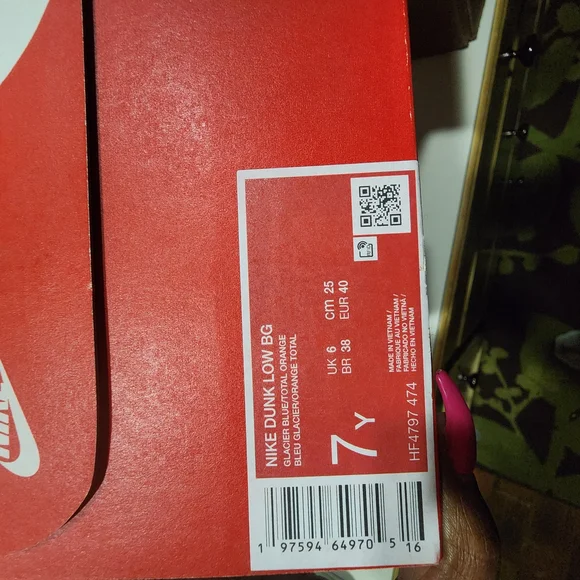 NIKE DUNK LOW BG
GLACIER BLUE/TOTAL ORANGE
BLEU GLACIER/ORANGE TOTAL
UK 6 cm 25
BR 38 EUR 40
7 Y
MADE IN VIETNAM /
FABRIQUÉ AU VIETNAM /
FABRICADO NO VIETNÃ /
HECHO EN VIETNAM
HF4797 474
1 97594 64970 5 16